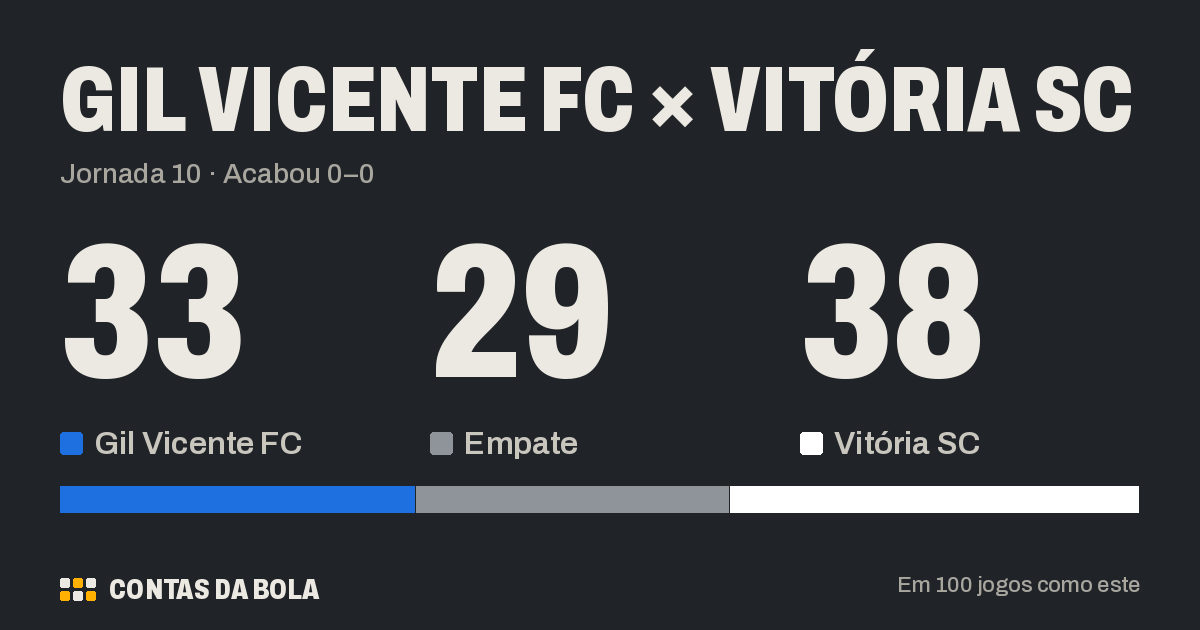 GIL VICENTE FC × VITÓRIA SC
Jornada 10 · Acabou 0–0
33 29 38
Gil Vicente FC Empate Vitória SC
CONTAS DA BOLA Em 100 jogos como este